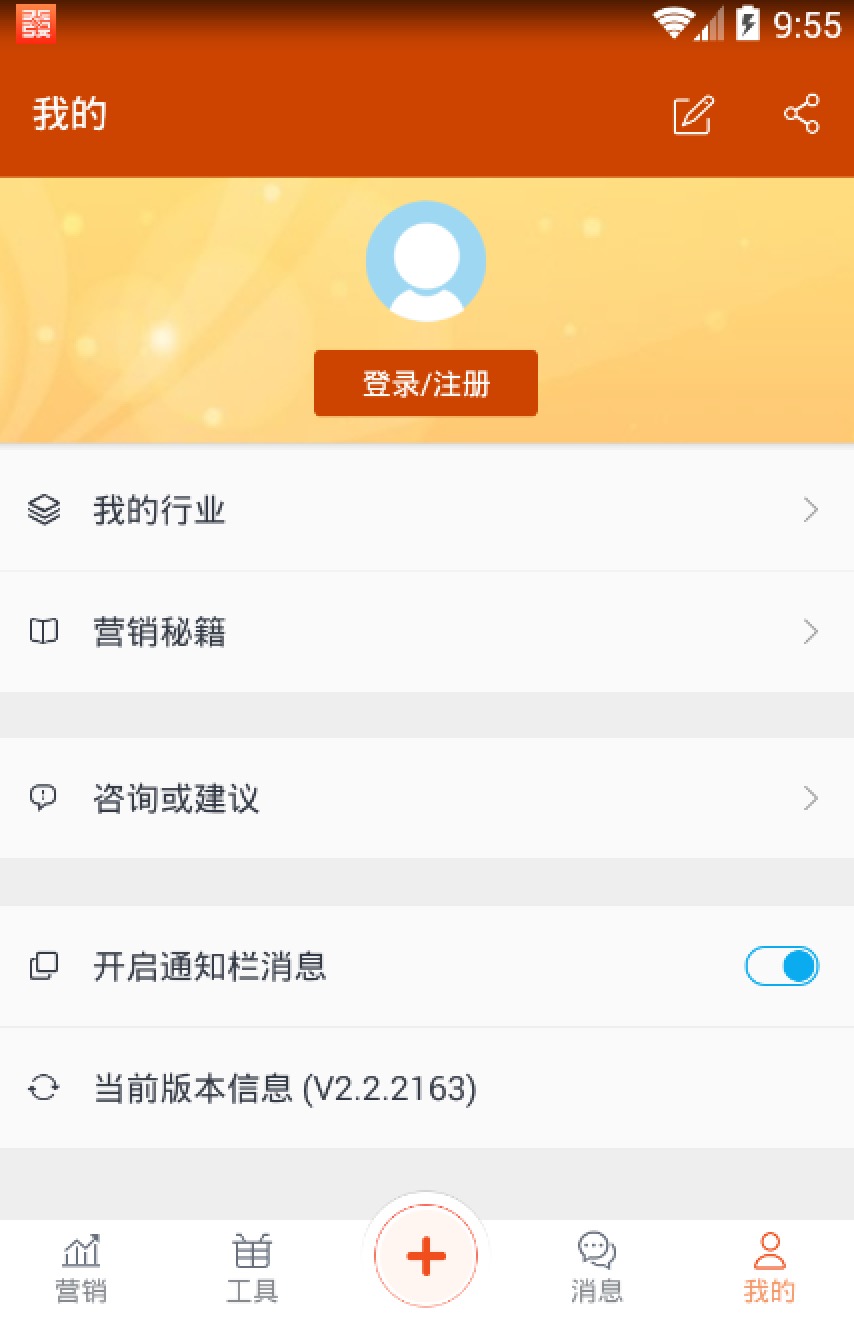 9:55
我的
登录/注册
我的行业
营销秘籍
咨询或建议
开启通知栏消息
当前版本信息 (V2.2.2163)
营销
工具
消息
我的